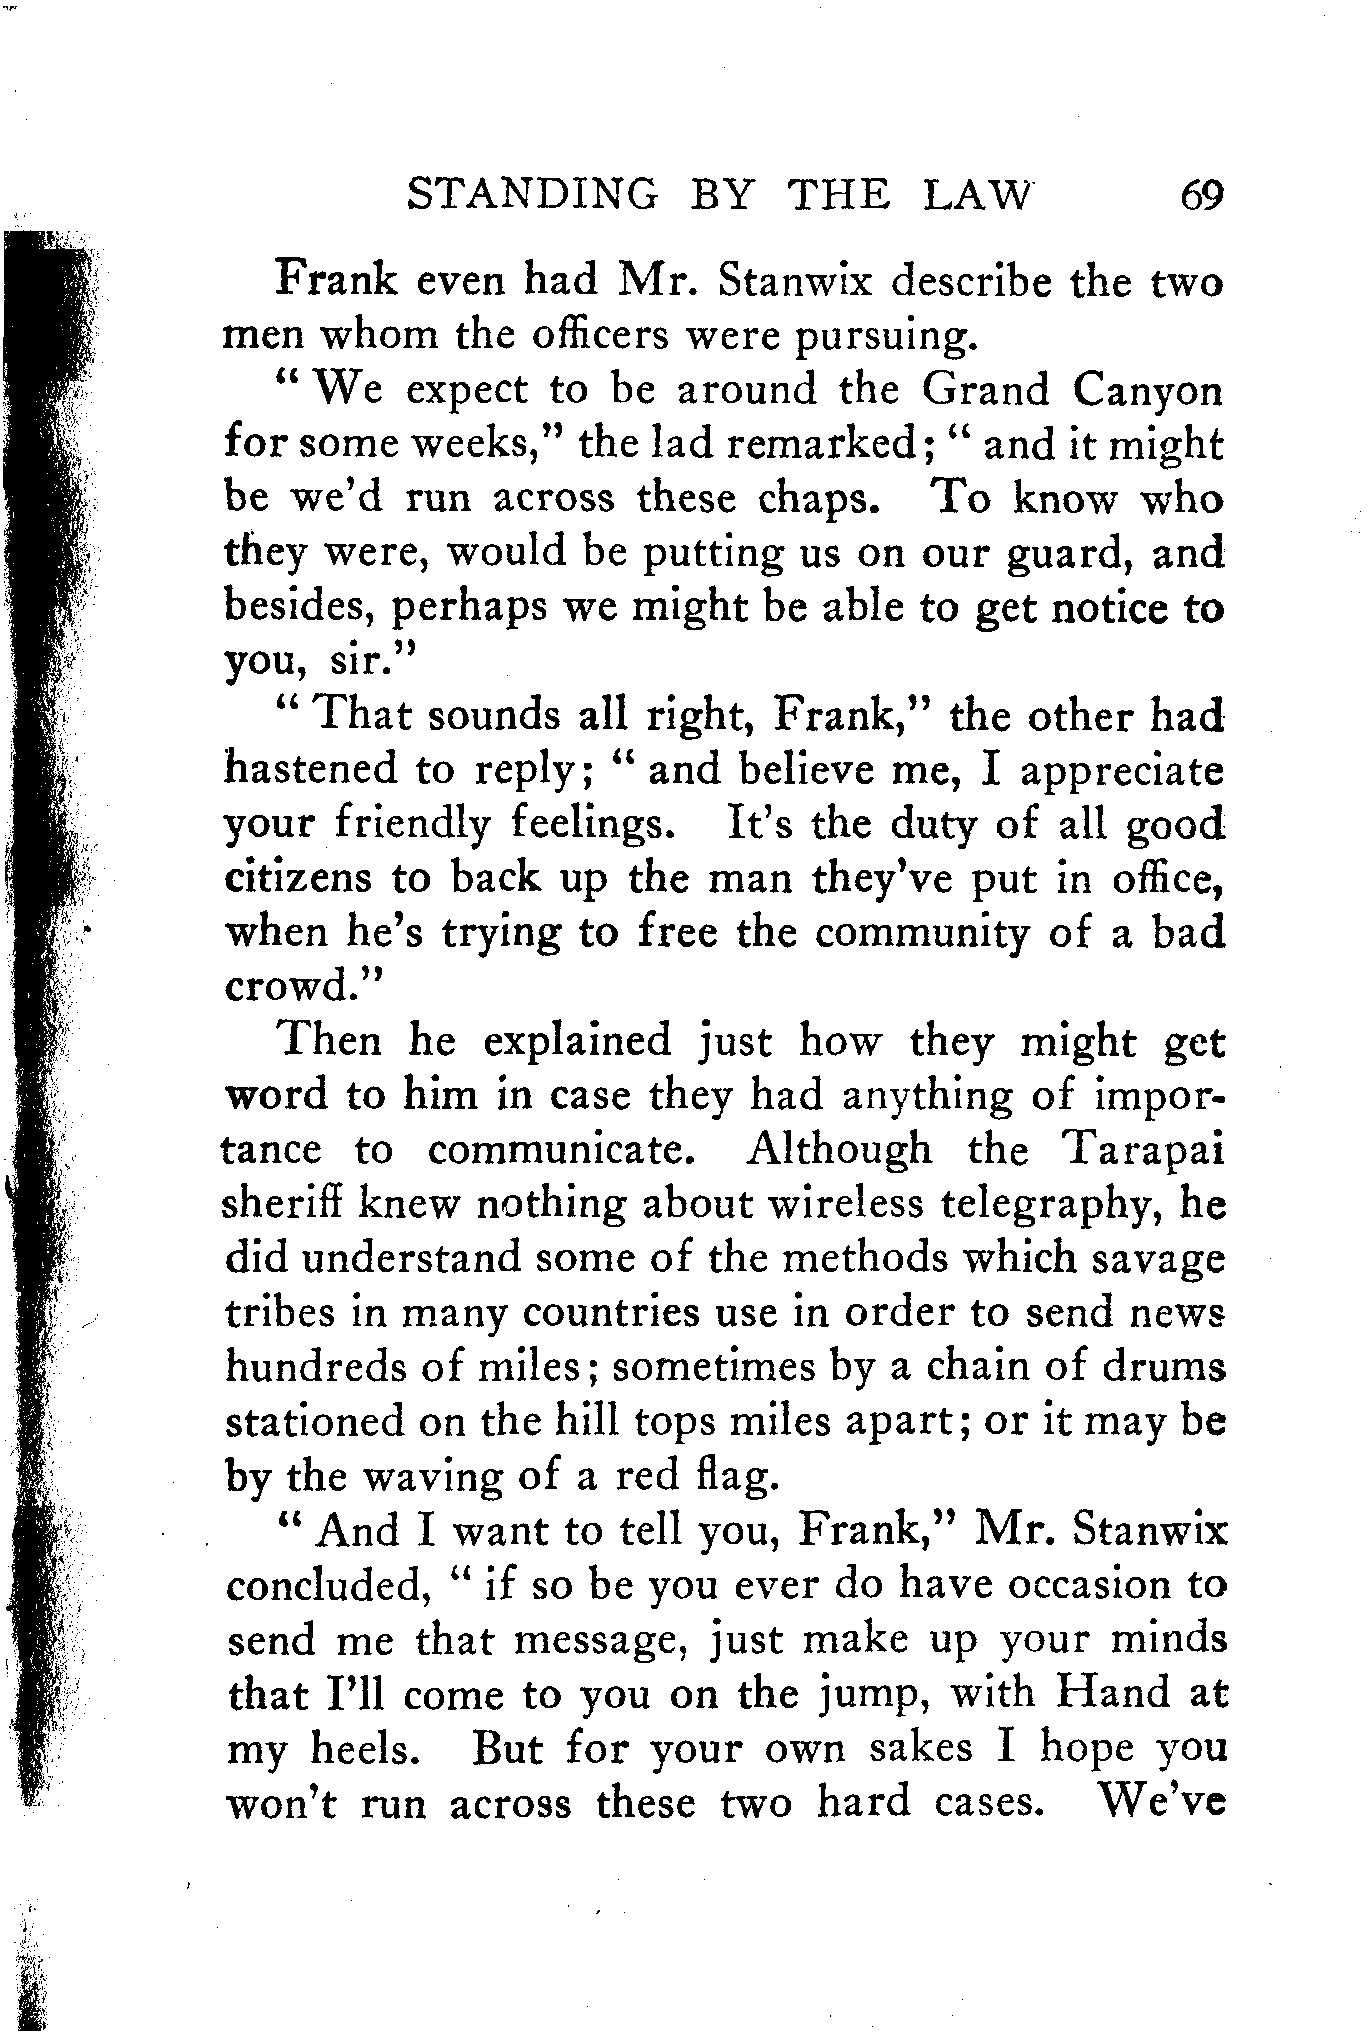 STANDING BY THE LAW 69
Frank even had Mr. Stanwix describe the two
men whom the officers were pursuing.
" We expect to be around the Grand Canyon
for some weeks," the lad remarked; " and it might
be we'd run across these chaps. To know who
they were, would be putting us on our guard, and
besides, perhaps we might be able to get notice to
you, sir."
" That sounds all right, Frank," the other had
hastened to reply; " and believe me, I appreciate
your friendly feelings. It's the duty of all good
citizens to back up the man they've put in office,
when he's trying to free the community of a bad
crowd."
Then he explained just how they might get
word to him in case they had anything of impor-
tance to communicate. Although the Tarapai
sheriff knew nothing about wireless telegraphy, he
did understand some of the methods which savage
tribes in many countries use in order to send news
hundreds of miles; sometimes by a chain of drums
stationed on the hill tops miles apart; or it may be
by the waving of a red flag.
" And I want to tell you, Frank," Mr. Stanwix
concluded, " if so be you ever do have occasion to
send me that message, just make up your minds
that I'll come to you on the jump, with Hand at
my heels. But for your own sakes I hope you
won't run across these two hard cases. We've